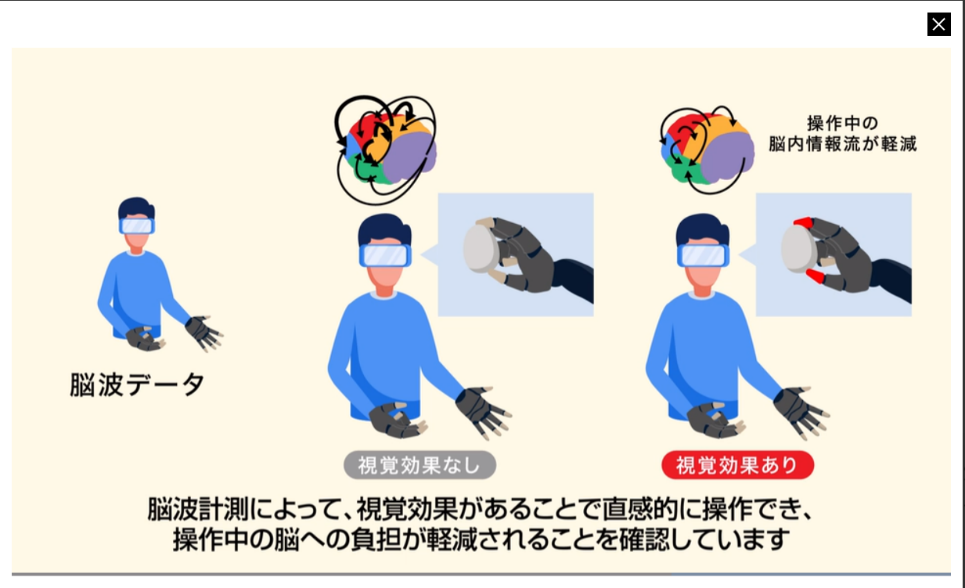 操作中の
脳内情報流が軽減
脳波データ
視覚効果なし
視覚効果あり
脳波計測によって、視覚効果があることで直感的に操作でき、
操作中の脳への負担が軽減されることを確認しています